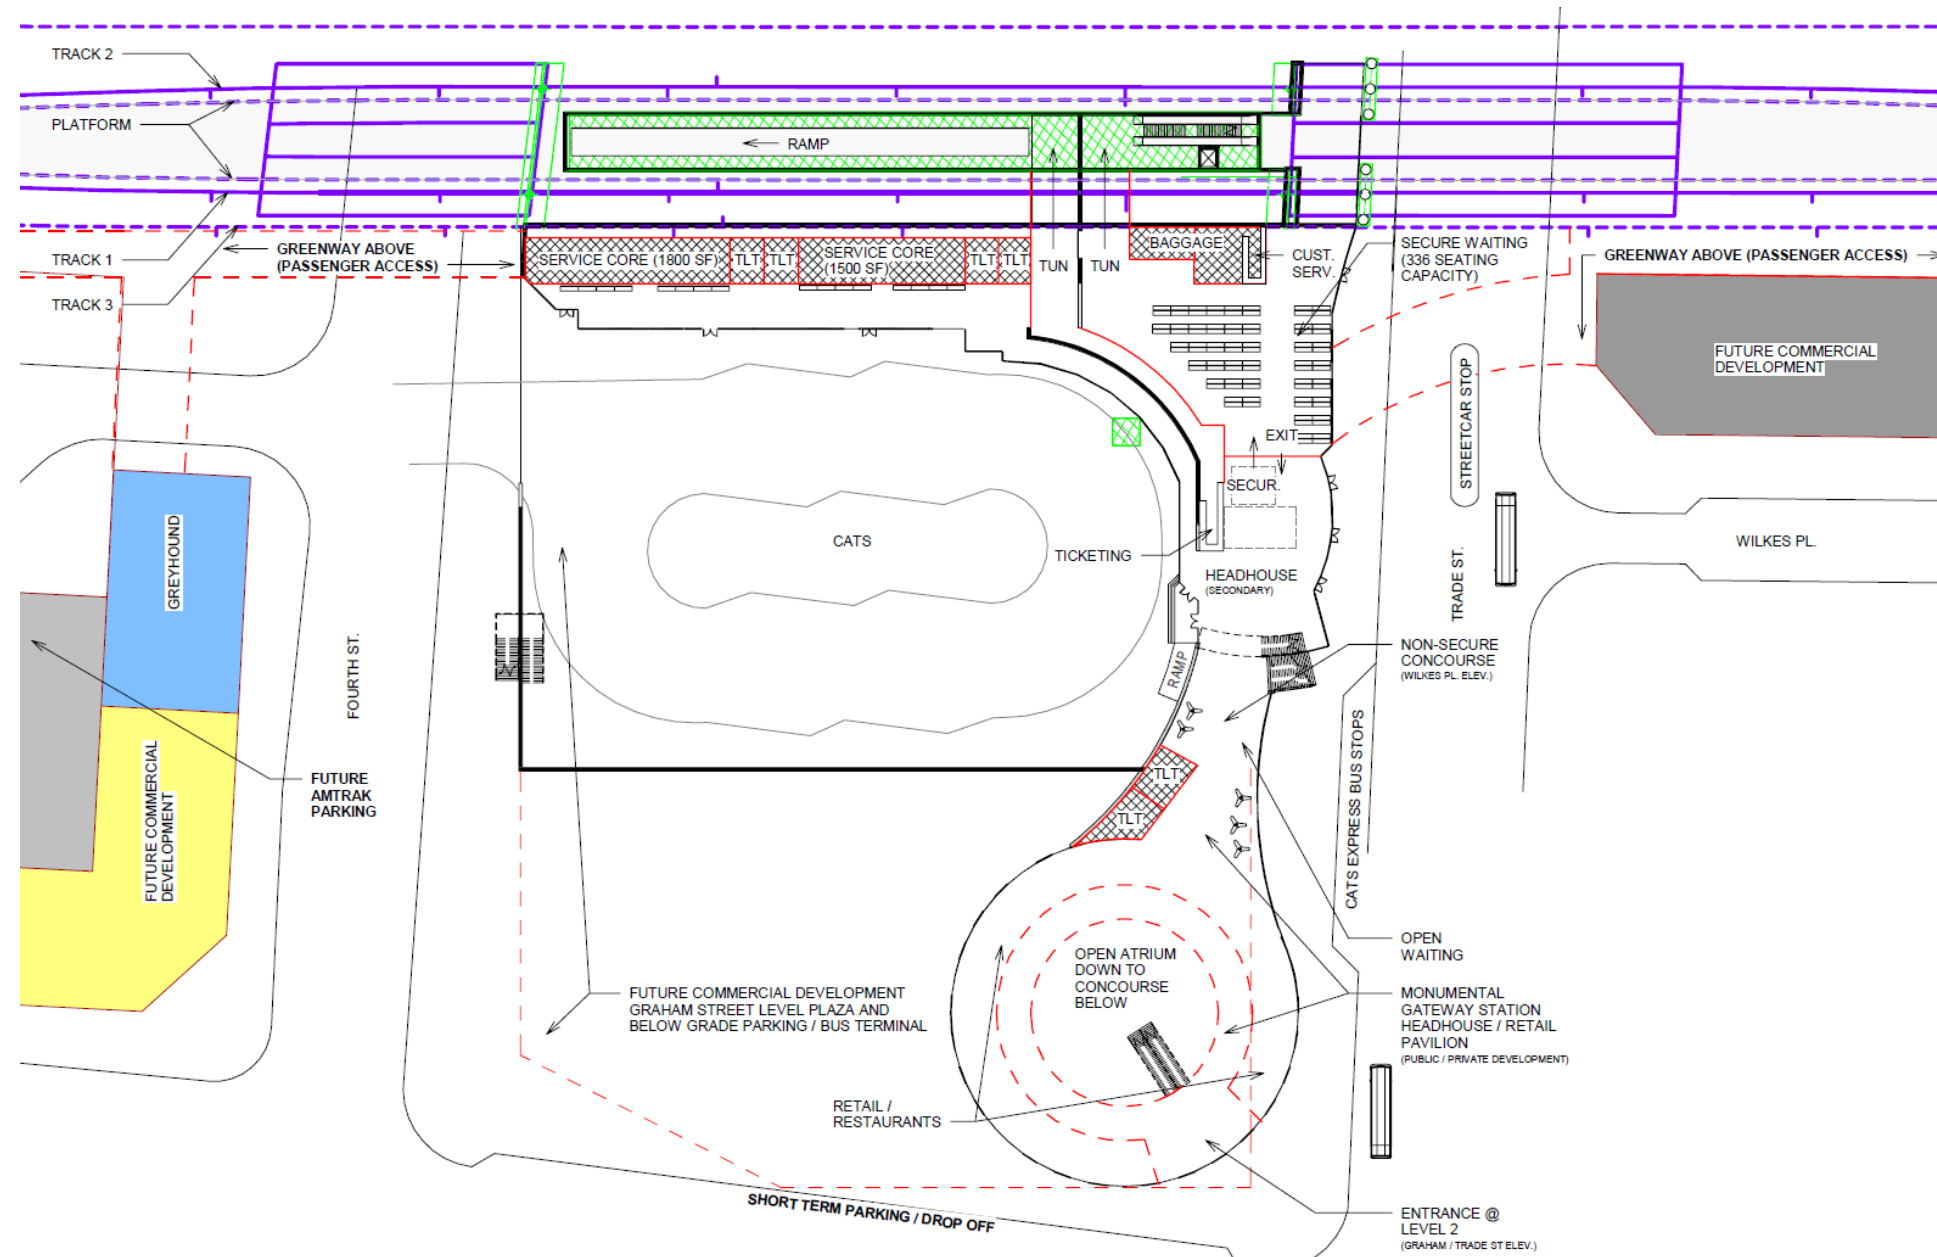 TRACK 2
PLATFORM
RAMP
GREENWAY ABOVE
(PASSENGER ACCESS)
TRACK 1
TRACK 3
SERVICE CORE (1800 SF)
TLT
TLT
SERVICE CORE
(1500 SF)
TLT
TLT
TUN
TUN
BAGGAGE
CUST.
SERV.
SECURE WAITING
(336 SEATING
CAPACITY)
GREENWAY ABOVE (PASSENGER ACCESS)
FUTURE COMMERCIAL
DEVELOPMENT
STREETCAR STOP
EXIT
SECUR.
CATS
TICKETING
HEADHOUSE
(SECONDARY)
TRADE ST.
WILKES PL.
GREYHOUND
FOURTH ST.
NON-SECURE
CONCOURSE
(WILKES PL. ELEV.)
RAMP
FUTURE
AMTRAK
PARKING
FUTURE COMMERCIAL
DEVELOPMENT
TLT
TLT
CATS EXPRESS BUS STOPS
OPEN
WAITING
OPEN ATRIUM
DOWN TO
CONCOURSE
BELOW
FUTURE COMMERCIAL DEVELOPMENT
GRAHAM STREET LEVEL PLAZA AND
BELOW GRADE PARKING / BUS TERMINAL
MONUMENTAL
GATEWAY STATION
HEADHOUSE / RETAIL
PAVILION
(PUBLIC / PRIVATE DEVELOPMENT)
RETAIL /
RESTAURANTS
SHORT TERM PARKING / DROP OFF
ENTRANCE @
LEVEL 2
(GRAHAM / TRADE ST ELEV.)